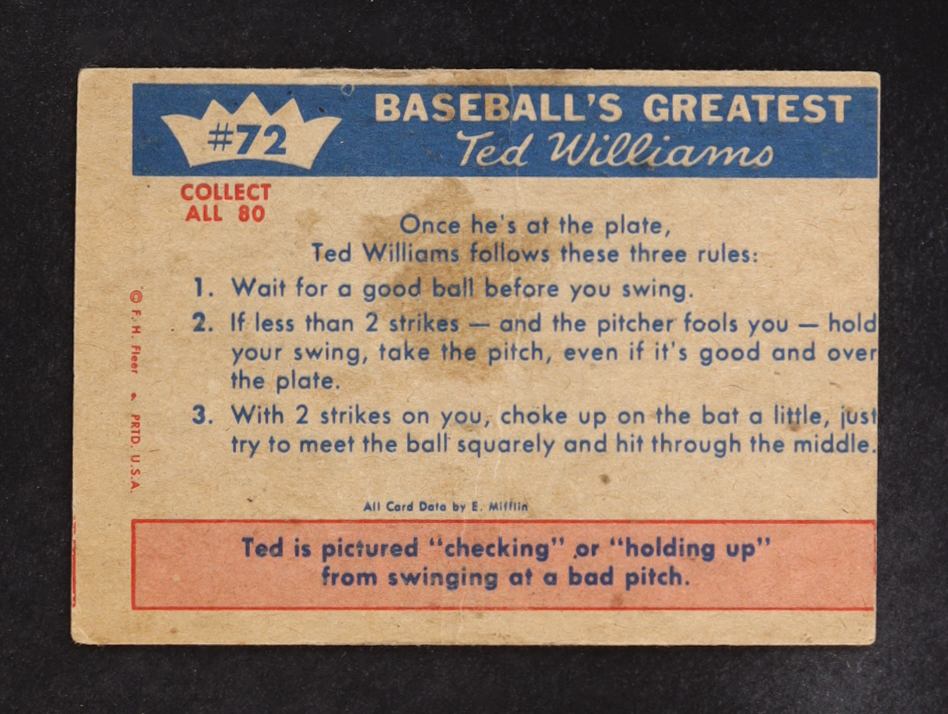 #72
BASEBALL'S GREATEST
Ted Williams
COLLECT
ALL 80
Once he's at the plate,
Ted Williams follows these three rules:
1. Wait for a good ball before you swing.
2. If less than 2 strikes — and the pitcher fools you — hold
your swing, take the pitch, even if it's good and over
the plate.
3. With 2 strikes on you, choke up on the bat a little, just
try to meet the ball squarely and hit through the middle.
© F. H. Fleer • PRTD. U.S.A.
All Card Data by E. Mifflin
Ted is pictured "checking" or "holding up"
from swinging at a bad pitch.